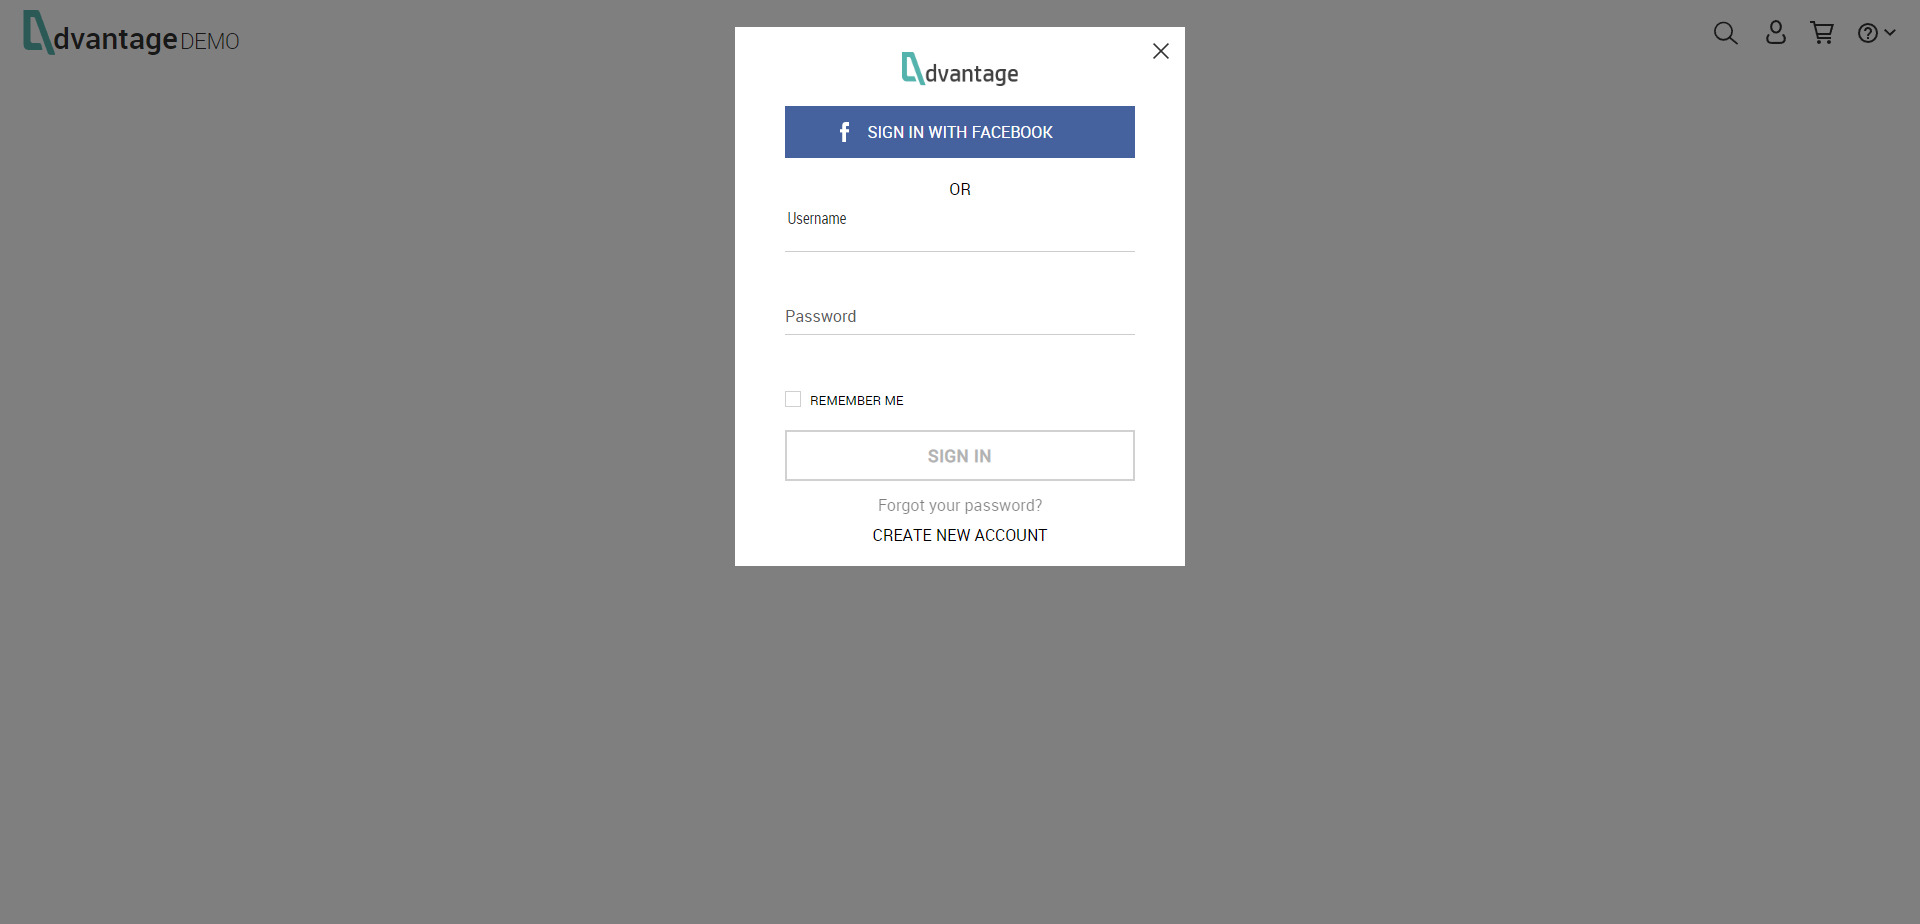 dvantage DEMO
dvantage
f SIGN IN WITH FACEBOOK
OR
Username
Password
REMEMBER ME
SIGN IN
Forgot your password?
CREATE NEW ACCOUNT